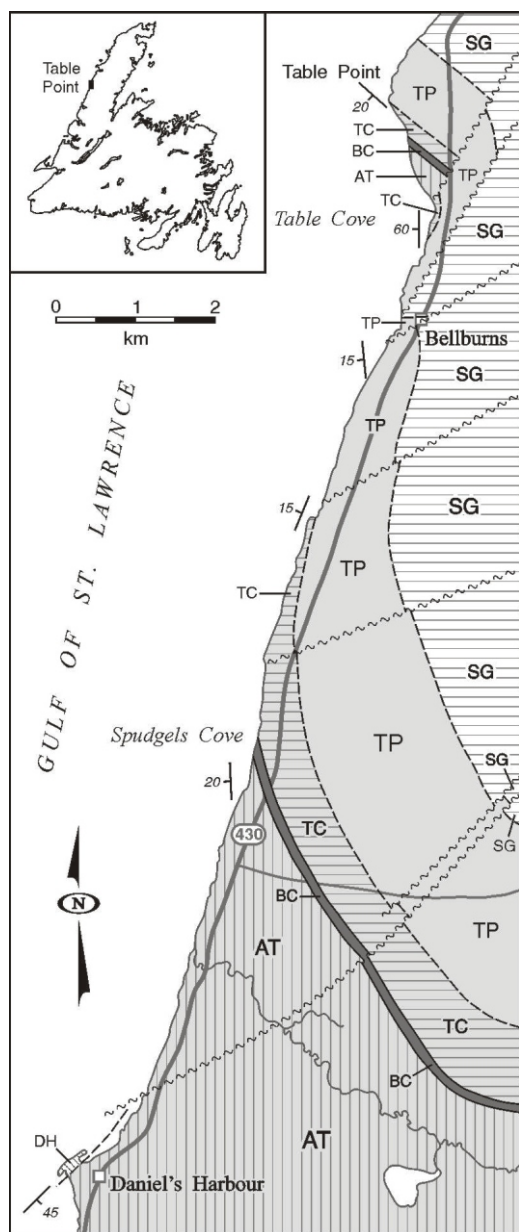 Table
Point
SG
Table Point
TP
20
TC
BC
AT
TP
TC
Table Cove
60
SG
0 1 2
km
TP
Bellburns
15
SG
TP
GULF OF ST. LAWRENCE
15
SG
TP
TC
SG
TP
Spudgels Cove
SG
20
TC
SG
430
BC
N
AT
TP
TC
BC
DH
AT
Daniel's Harbour
45